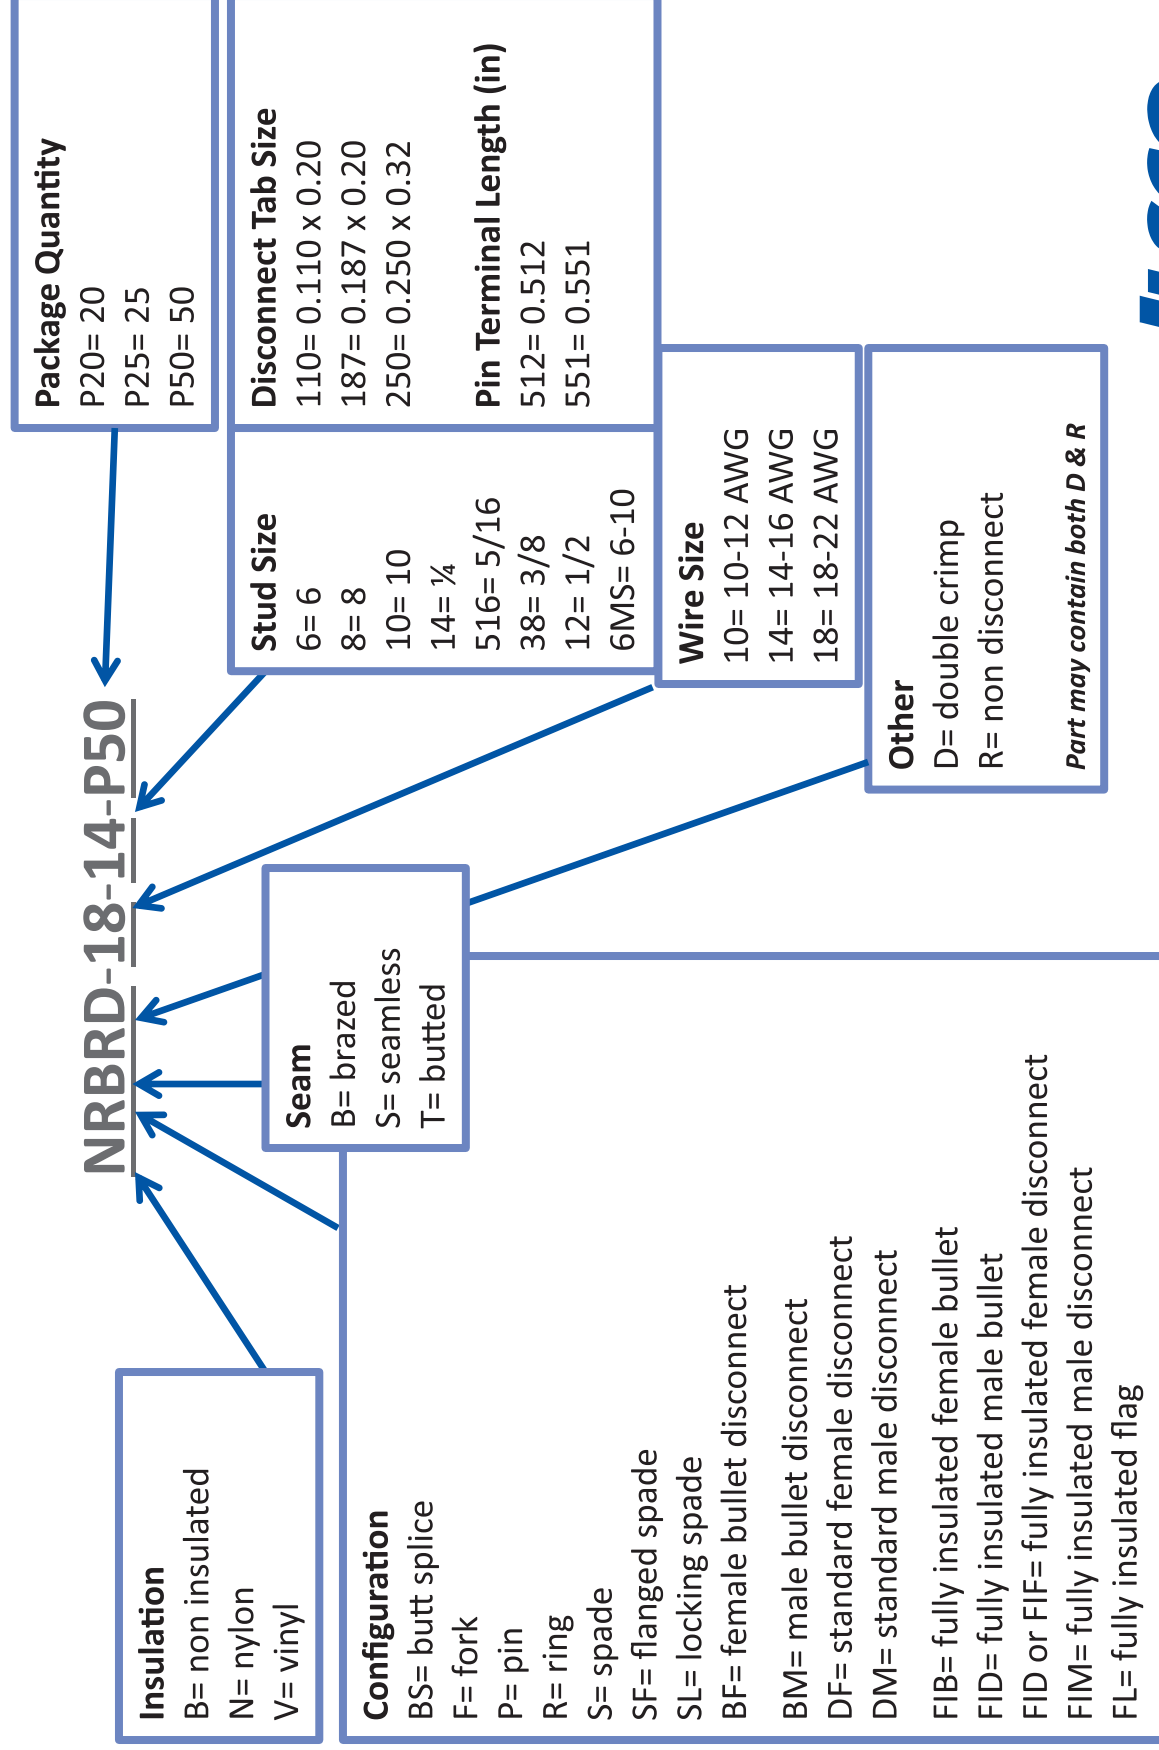 NRBRD-18-14-P50
Insulation
B= non insulated
N= nylon
V= vinyl
Configuration
BS= butt splice
F= fork
P= pin
R= ring
S= spade
SF= flanged spade
SL= locking spade
BF= female bullet disconnect
BM= male bullet disconnect
DF= standard female disconnect
DM= standard male disconnect
FIB= fully insulated female bullet
FID= fully insulated male bullet
FID or FIF= fully insulated female disconnect
FIM= fully insulated male disconnect
FL= fully insulated flag
Seam
B= brazed
S= seamless
T= butted
Other
D= double crimp
R= non disconnect
Part may contain both D & R
Wire Size
10= 10-12 AWG
14= 14-16 AWG
18= 18-22 AWG
Stud Size
6= 6
8= 8
10= 10
14= ¼
516= 5/16
38= 3/8
12= 1/2
6MS= 6-10
Disconnect Tab Size
110= 0.110 x 0.20
187= 0.187 x 0.20
250= 0.250 x 0.32
Pin Terminal Length (in)
512= 0.512
551= 0.551
Package Quantity
P20= 20
P25= 25
P50= 50